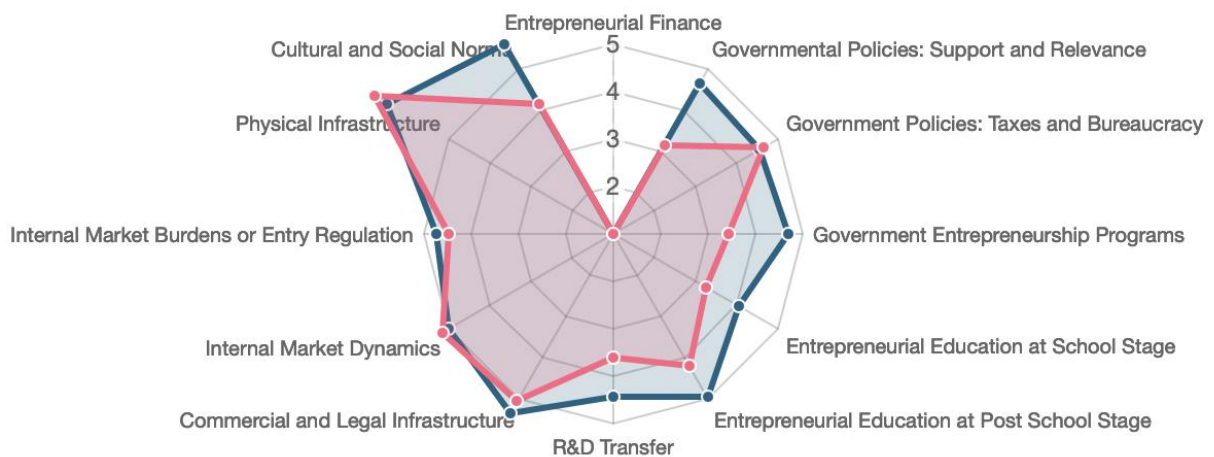 Entrepreneurial Finance
Cultural and Social Norms
Governmental Policies: Support and Relevance
5
4
3
2
Physical Infrastructure
Government Policies: Taxes and Bureaucracy
Internal Market Burdens or Entry Regulation
Government Entrepreneurship Programs
Internal Market Dynamics
Entrepreneurial Education at School Stage
Commercial and Legal Infrastructure
Entrepreneurial Education at Post School Stage
R&D Transfer